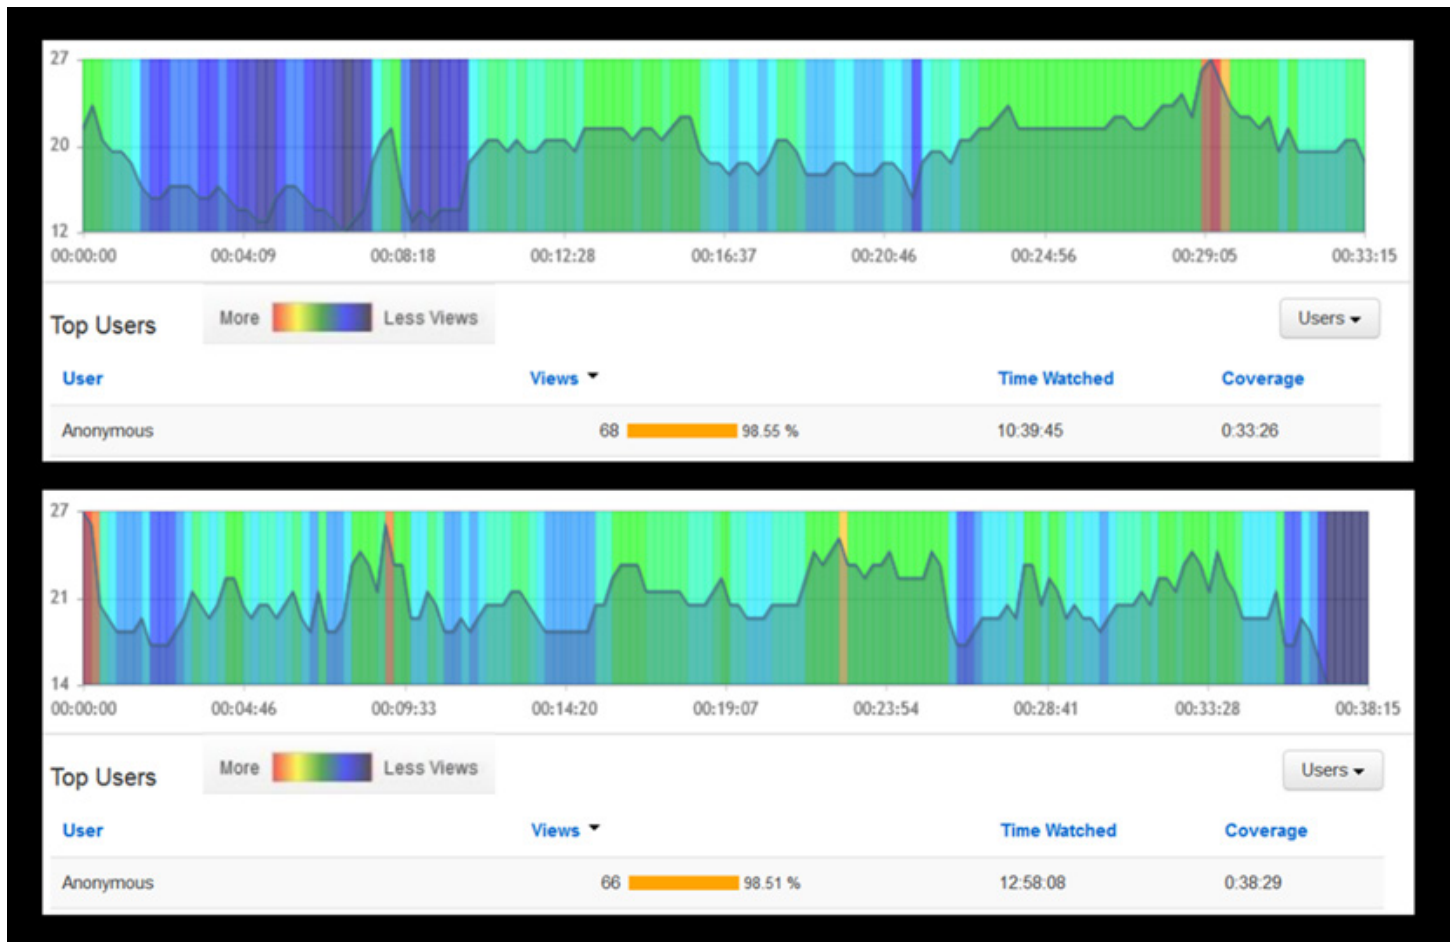 27
20
12
00:00:00 00:04:09 00:08:18 00:12:28 00:16:37 00:20:46 00:24:56 00:29:05 00:33:15
Top Users More Less Views Users
User Views Time Watched Coverage
Anonymous 68 98.55 % 10:39:45 0:33:26
27
21
14
00:00:00 00:04:46 00:09:33 00:14:20 00:19:07 00:23:54 00:28:41 00:33:28 00:38:15
Top Users More Less Views Users
User Views Time Watched Coverage
Anonymous 66 98.51 % 12:58:08 0:38:29